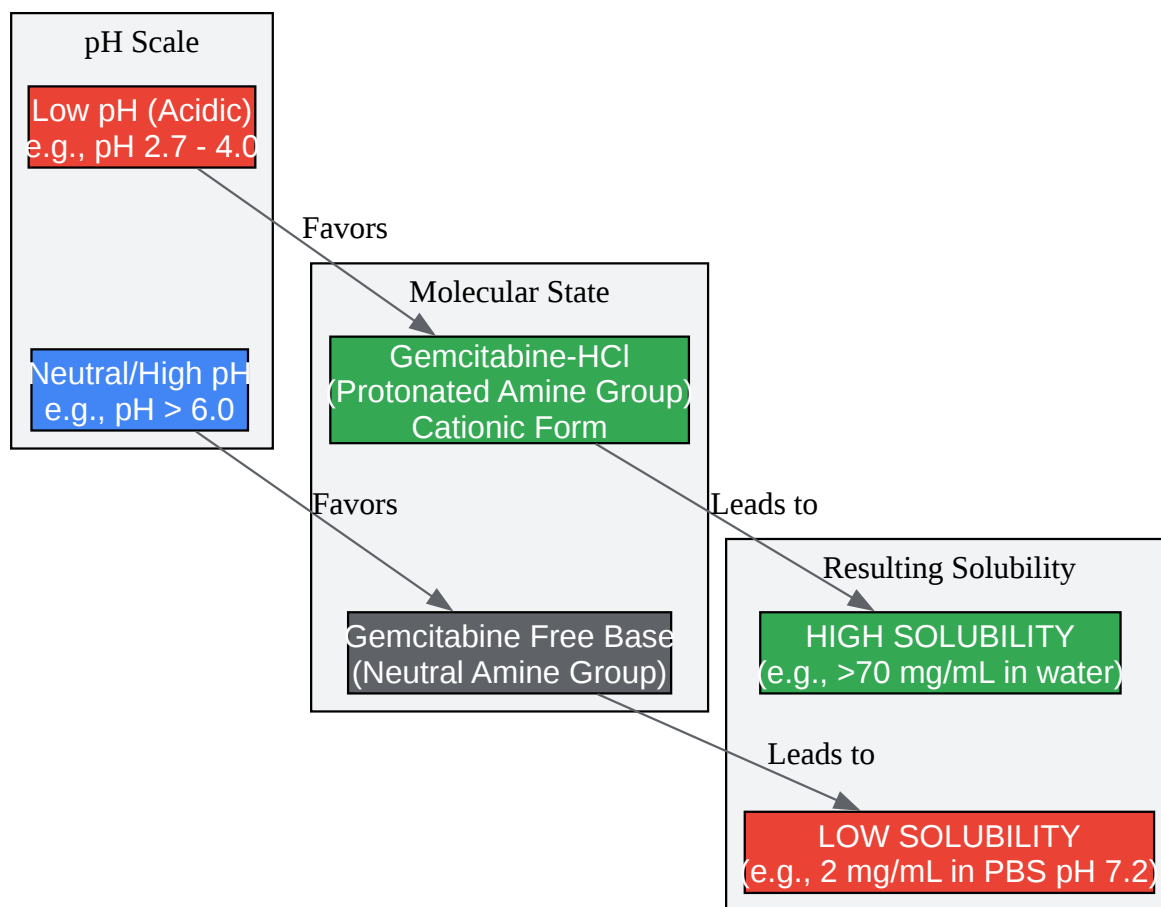 pH Scale
Low pH (Acidic)
e.g., pH 2.7 - 4.0
Favors
Molecular State
Gemcitabine-HCl
(Protonated Amine Group)
Cationic Form
Neutral/High pH
e.g., pH > 6.0
Favors
Leads to
Resulting Solubility
Gemcitabine Free Base
(Neutral Amine Group)
HIGH SOLUBILITY
(e.g., >70 mg/mL in water)
Leads to
LOW SOLUBILITY
(e.g., 2 mg/mL in PBS pH 7.2)